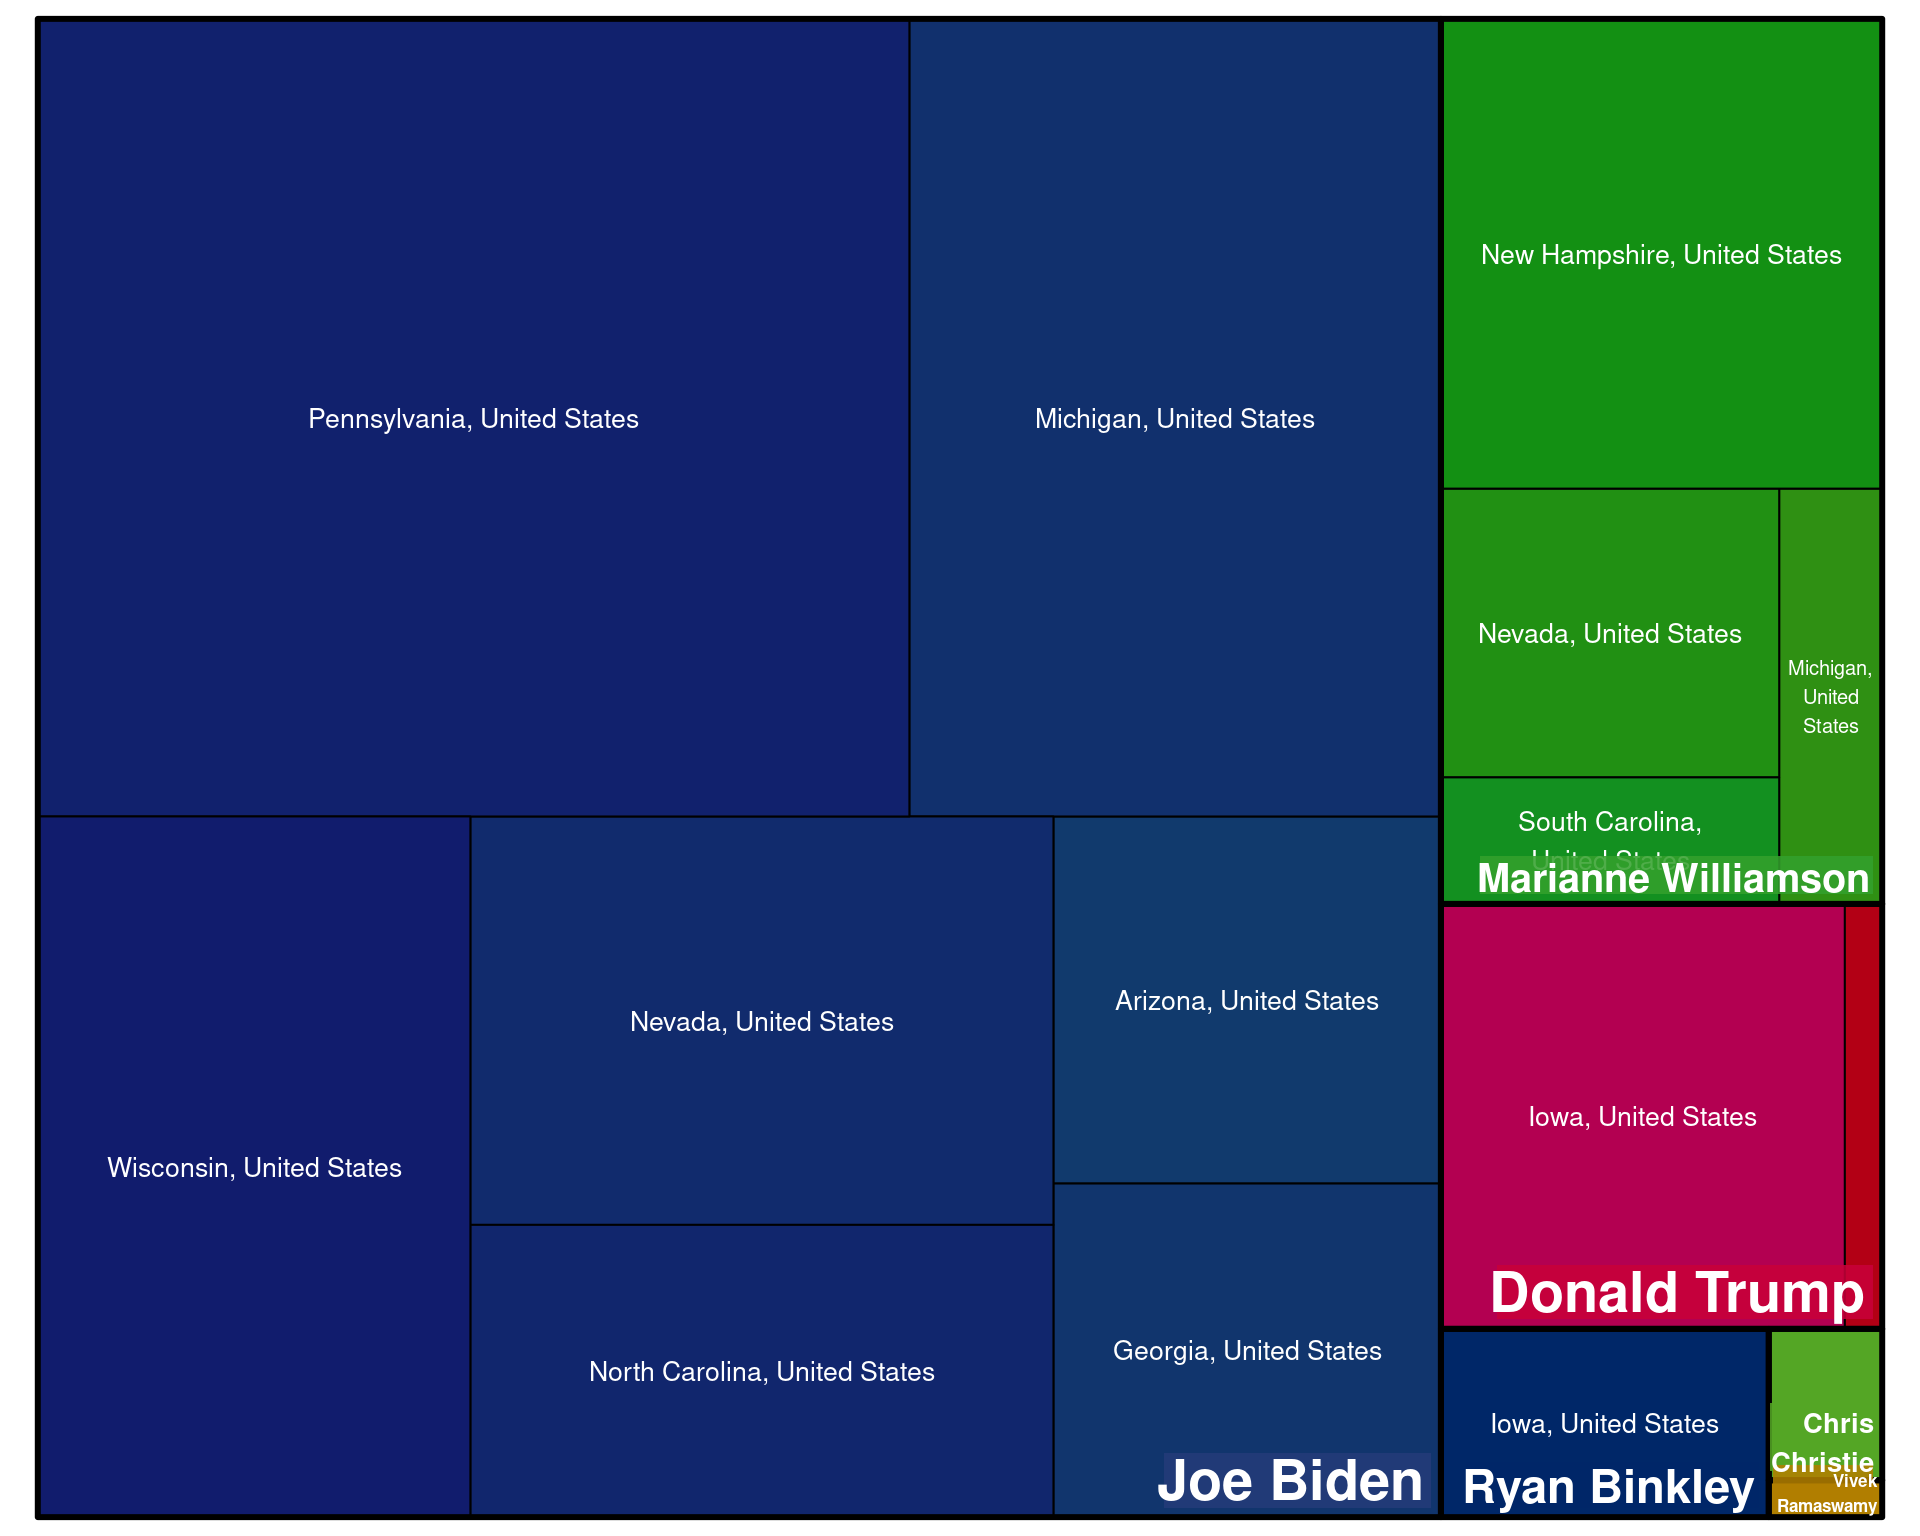 Pennsylvania, United States
Michigan, United States
Wisconsin, United States
Nevada, United States
North Carolina, United States
Arizona, United States
Georgia, United States
Joe Biden
New Hampshire, United States
Nevada, United States
Michigan,
United
States
South Carolina,
United States
Marianne Williamson
Iowa, United States
Donald Trump
Iowa, United States
Ryan Binkley
Chris
Christie
Vivek
Ramaswamy